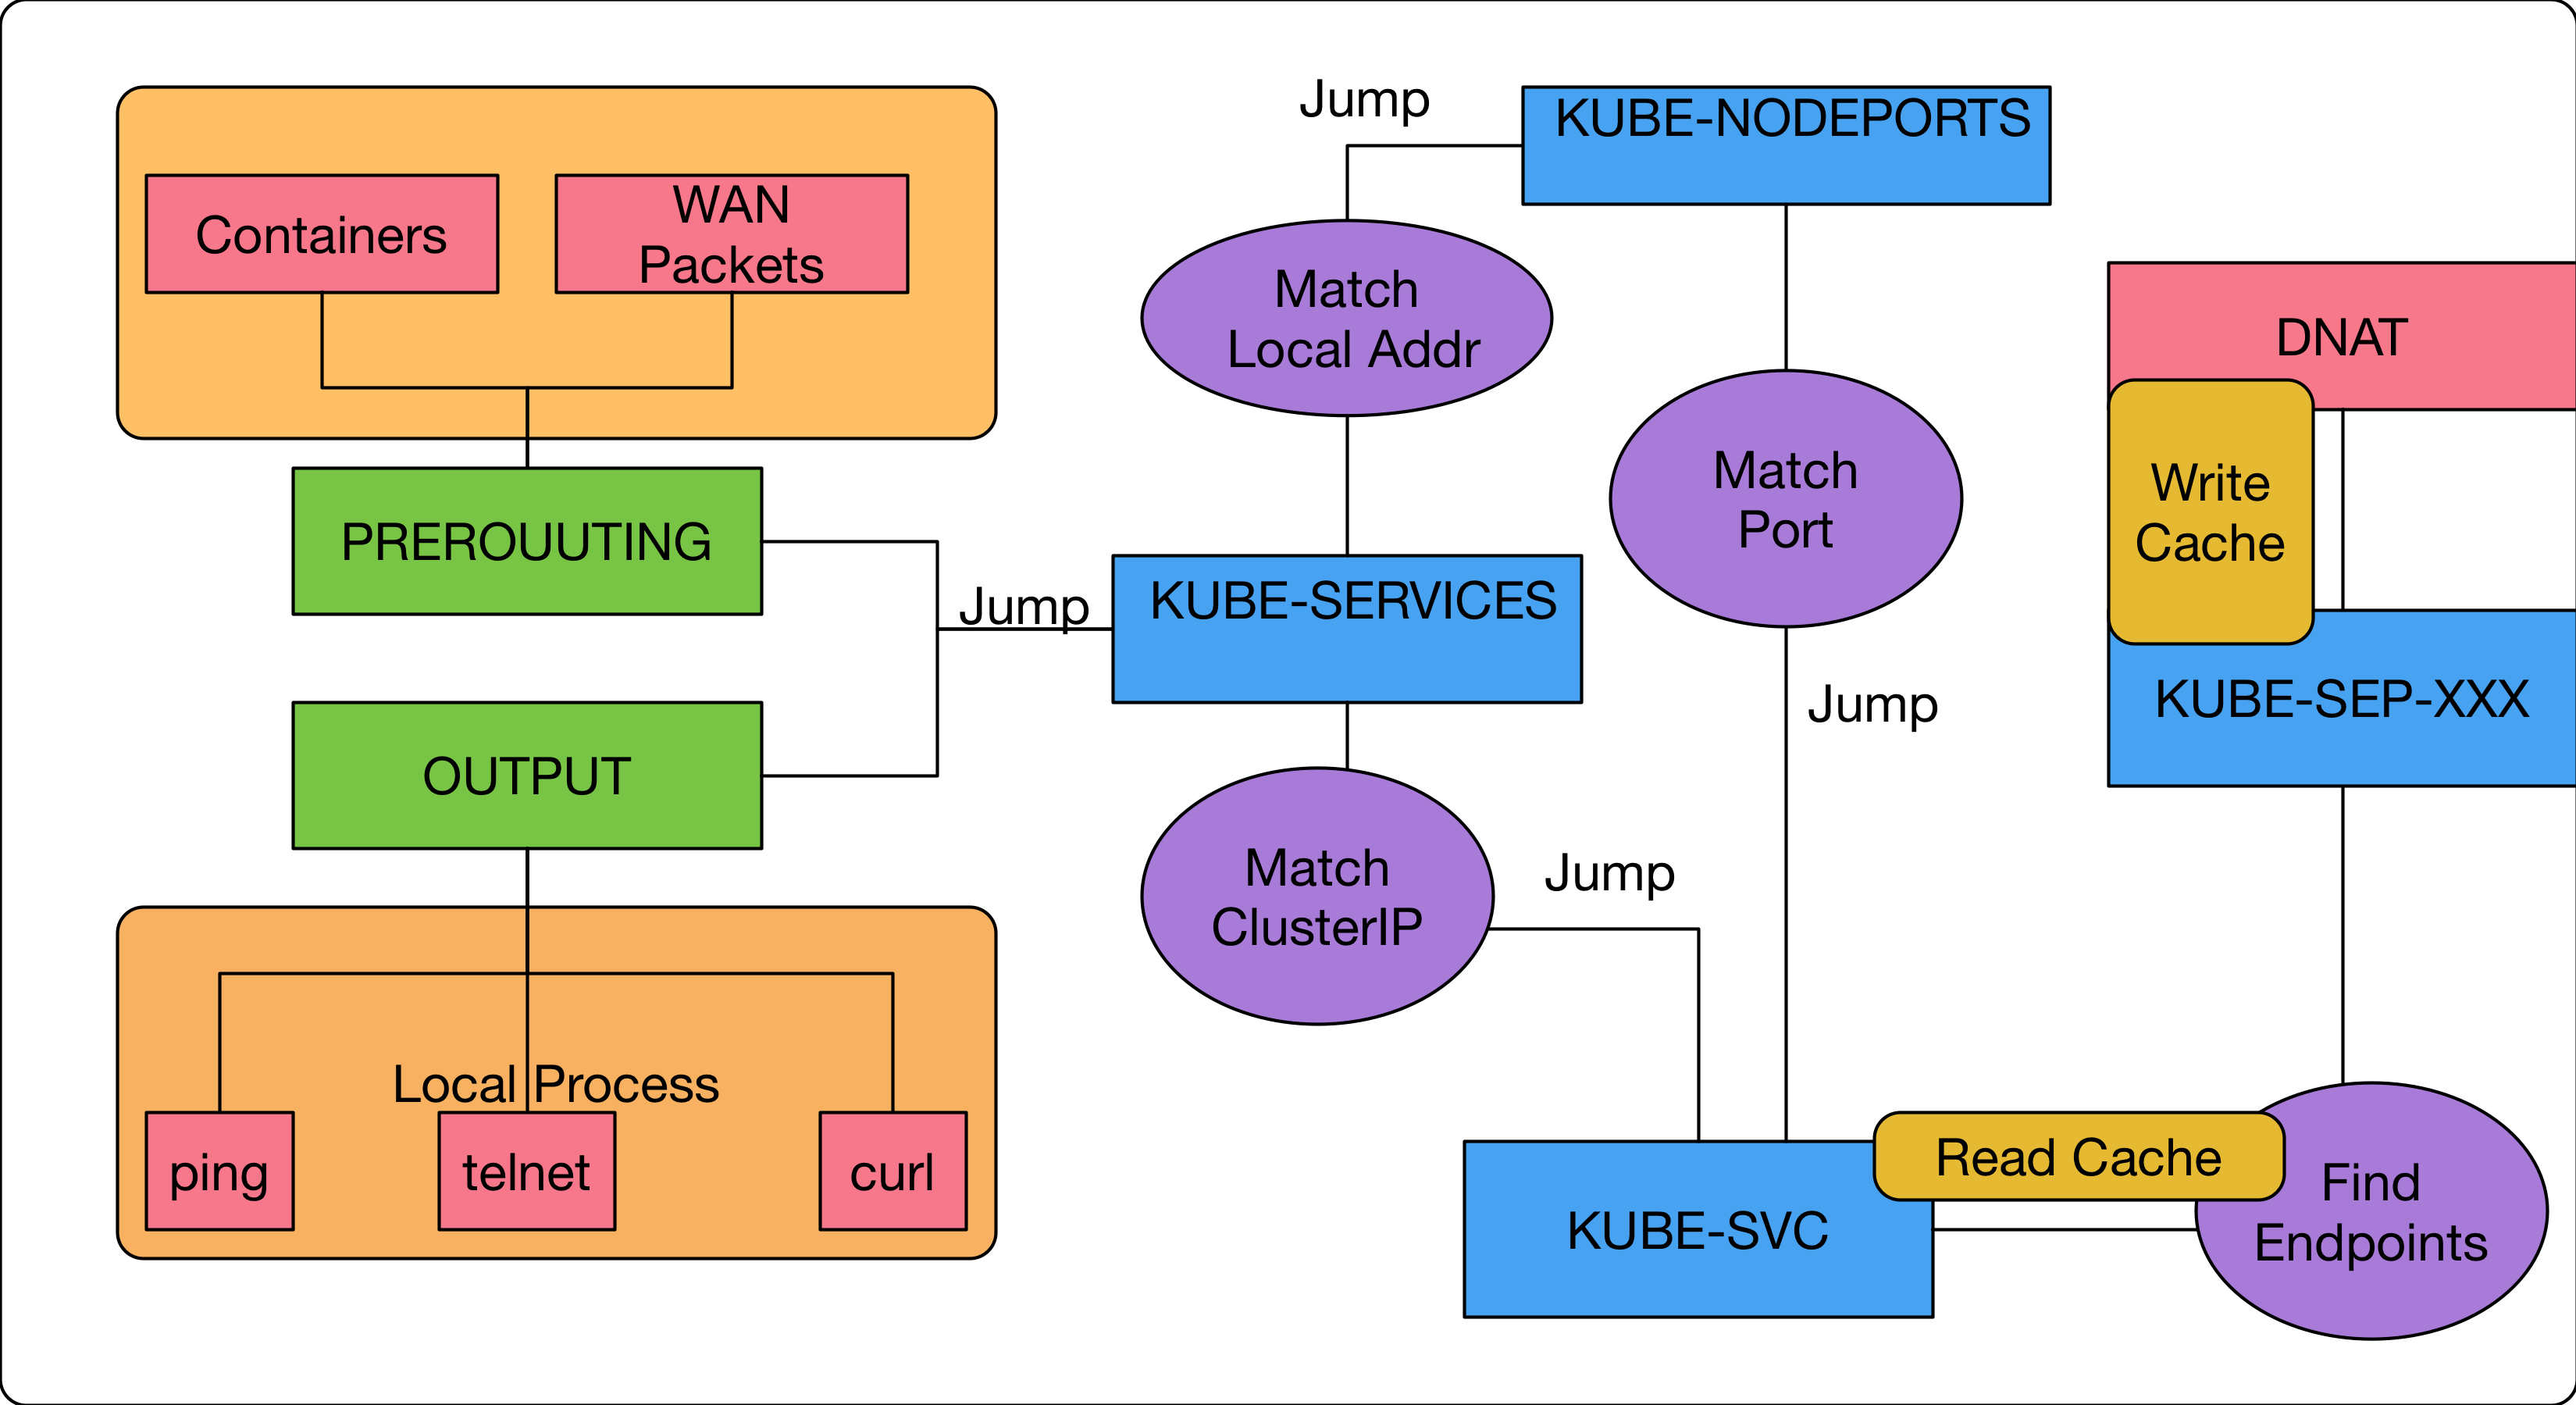 Containers
WAN
Packets
PREROUUTING
OUTPUT
Local Process
ping
telnet
curl
Jump
KUBE-SERVICES
Jump
KUBE-NODEPORTS
Match
Local Addr
Match
Port
Jump
Match
ClusterIP
Jump
KUBE-SVC
Read Cache
Find
Endpoints
DNAT
Write
Cache
KUBE-SEP-XXX